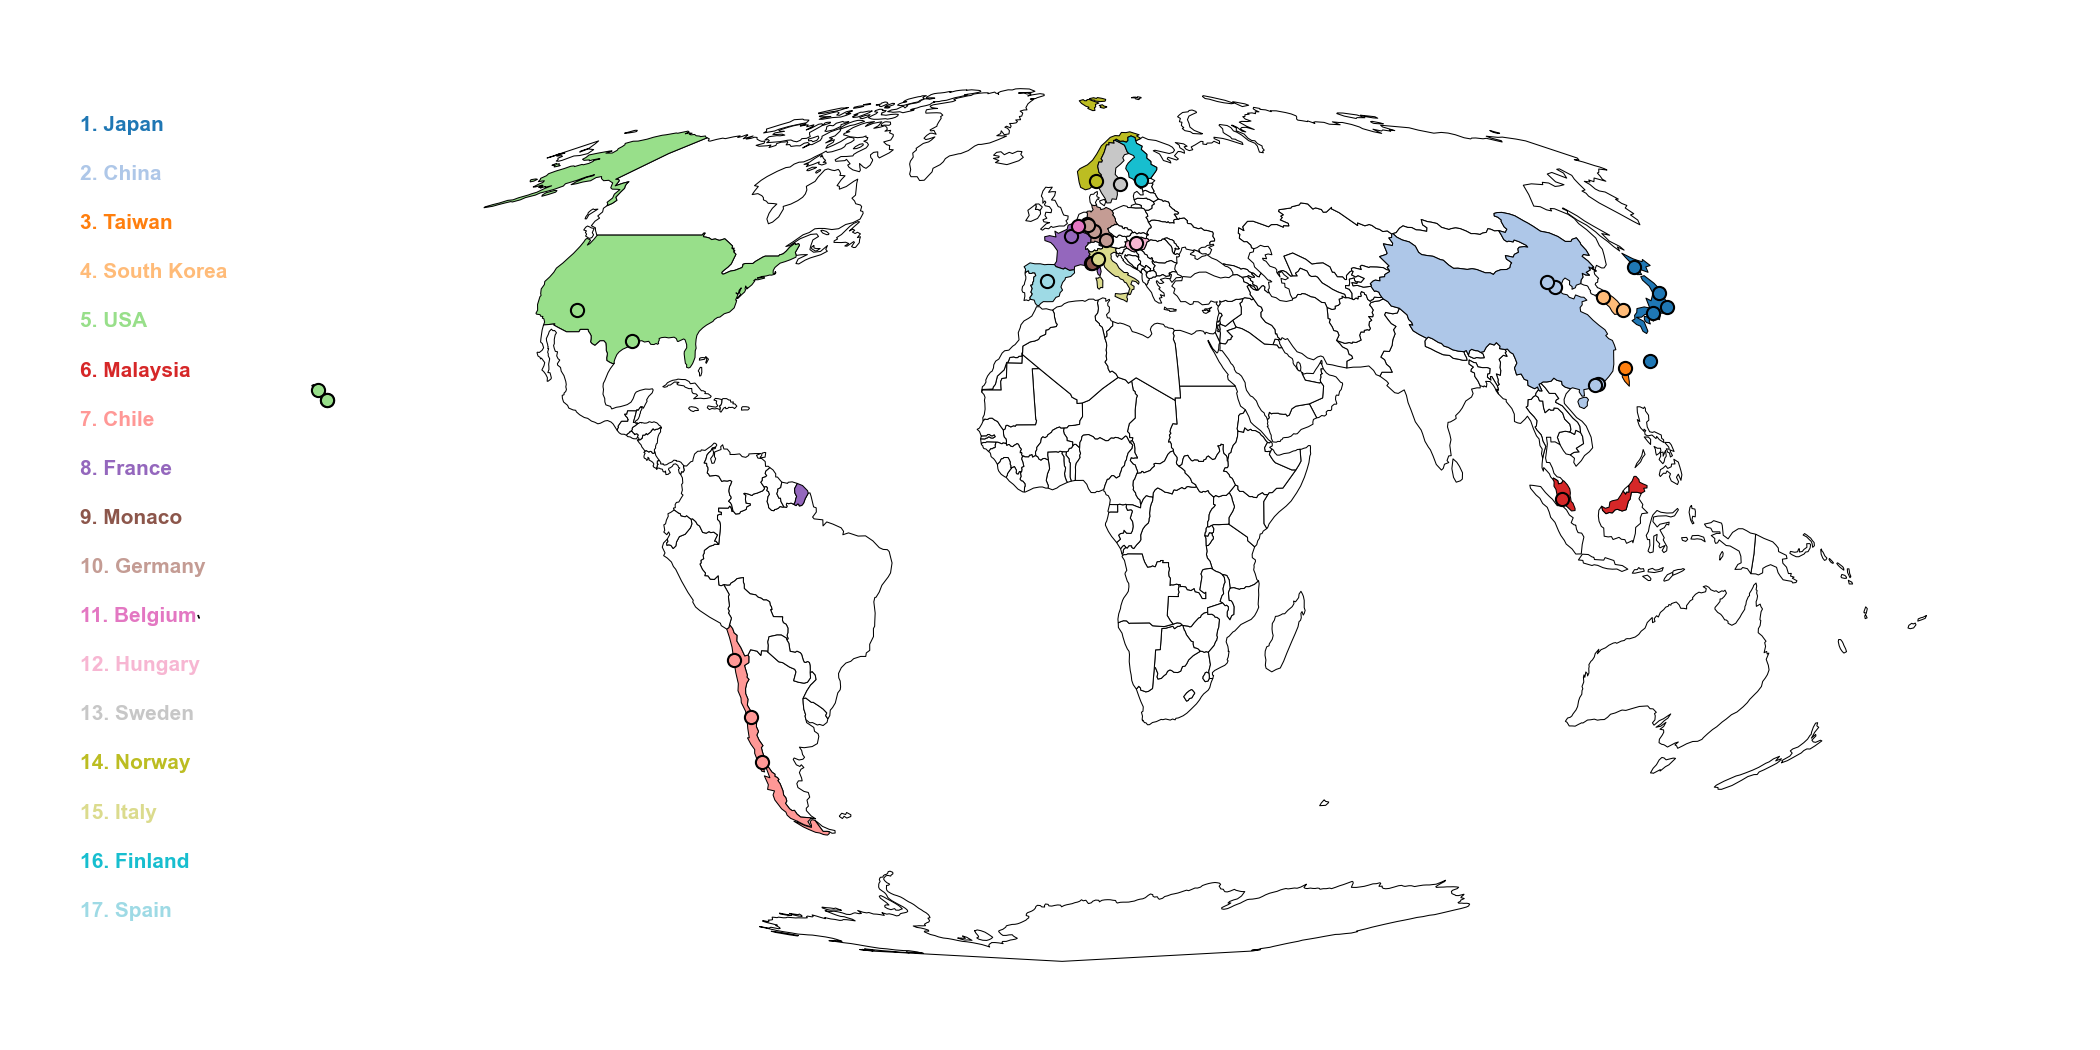 1. Japan
2. China
3. Taiwan
4. South Korea
5. USA
6. Malaysia
7. Chile
8. France
9. Monaco
10. Germany
11. Belgium
12. Hungary
13. Sweden
14. Norway
15. Italy
16. Finland
17. Spain